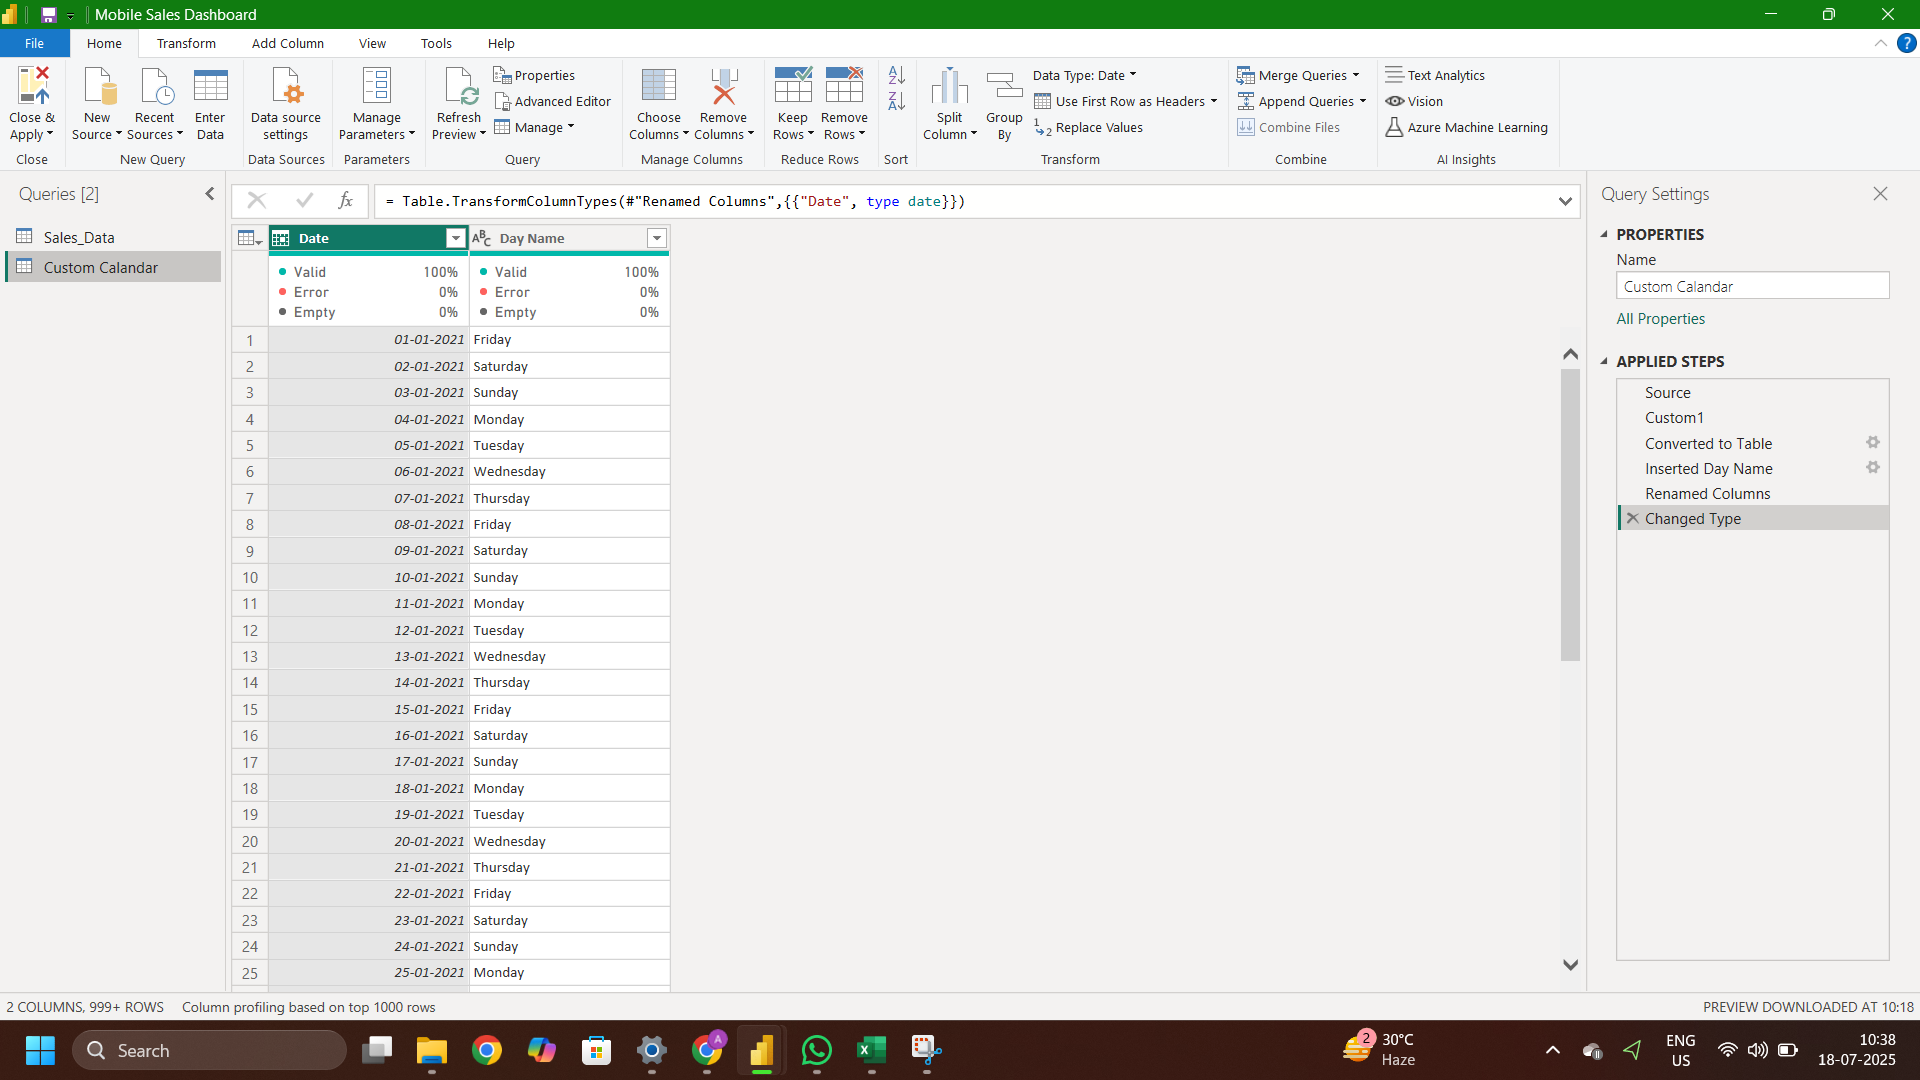 Mobile Sales Dashboard
File Home Transform Add Column View Tools Help
Close & Apply
Close
New Source
Recent Sources
Enter Data
New Query
Data source settings
Data Sources
Manage Parameters
Parameters
Refresh Preview
Properties
Advanced Editor
Manage
Query
Choose Columns
Remove Columns
Manage Columns
Keep Rows
Remove Rows
Reduce Rows
Sort
Split Column
Group By
Data Type: Date
Use First Row as Headers
Replace Values
Transform
Merge Queries
Append Queries
Combine Files
Combine
Text Analytics
Vision
Azure Machine Learning
AI Insights
Queries [2]
Sales_Data
Custom Calandar
fx
= Table.TransformColumnTypes(#"Renamed Columns",{{"Date", type date}})
Date ABC Day Name
Valid 100% Valid 100%
Error 0% Error 0%
Empty 0% Empty 0%
1 01-01-2021 Friday
2 02-01-2021 Saturday
3 03-01-2021 Sunday
4 04-01-2021 Monday
5 05-01-2021 Tuesday
6 06-01-2021 Wednesday
7 07-01-2021 Thursday
8 08-01-2021 Friday
9 09-01-2021 Saturday
10 10-01-2021 Sunday
11 11-01-2021 Monday
12 12-01-2021 Tuesday
13 13-01-2021 Wednesday
14 14-01-2021 Thursday
15 15-01-2021 Friday
16 16-01-2021 Saturday
17 17-01-2021 Sunday
18 18-01-2021 Monday
19 19-01-2021 Tuesday
20 20-01-2021 Wednesday
21 21-01-2021 Thursday
22 22-01-2021 Friday
23 23-01-2021 Saturday
24 24-01-2021 Sunday
25 25-01-2021 Monday
Query Settings
PROPERTIES
Name
Custom Calandar
All Properties
APPLIED STEPS
Source
Custom1
Converted to Table
Inserted Day Name
Renamed Columns
Changed Type
2 COLUMNS, 999+ ROWS Column profiling based on top 1000 rows
PREVIEW DOWNLOADED AT 10:18
Search
A
2
30°C
Haze
ENG
US
10:38
18-07-2025